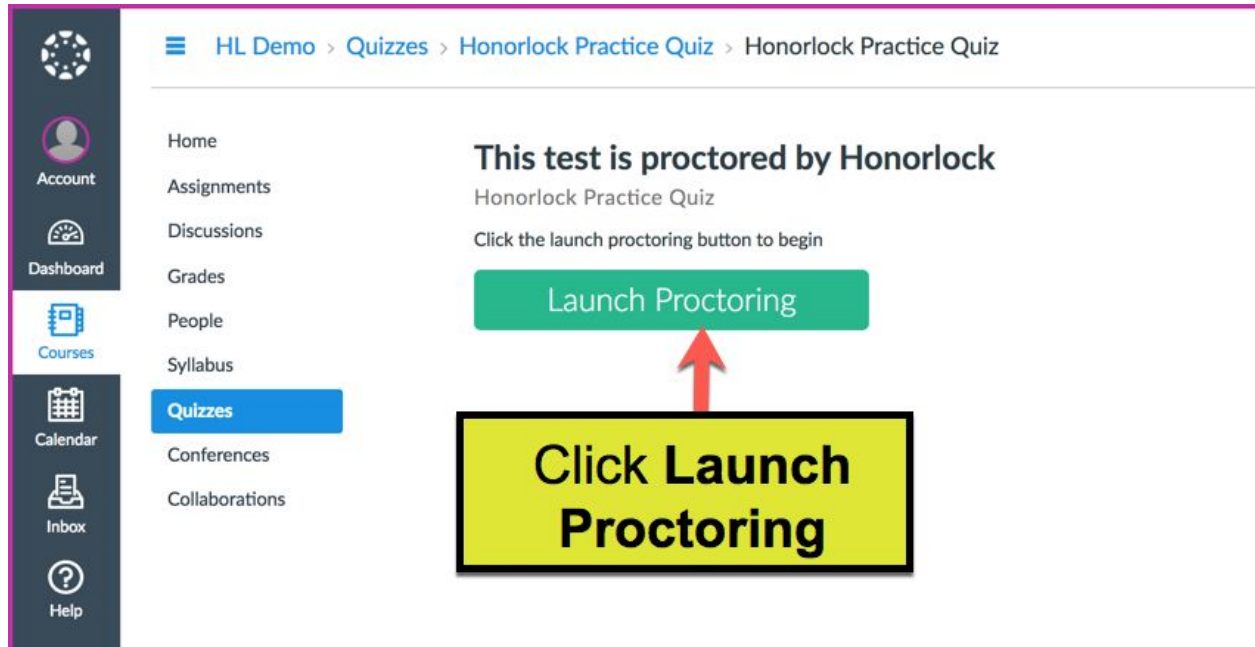 HL Demo > Quizzes > Honorlock Practice Quiz > Honorlock Practice Quiz
Account
Dashboard
Courses
Calendar
Inbox
Help
Home
Assignments
Discussions
Grades
People
Syllabus
Quizzes
Conferences
Collaborations
This test is proctored by Honorlock
Honorlock Practice Quiz
Click the launch proctoring button to begin
Launch Proctoring
Click Launch
Proctoring